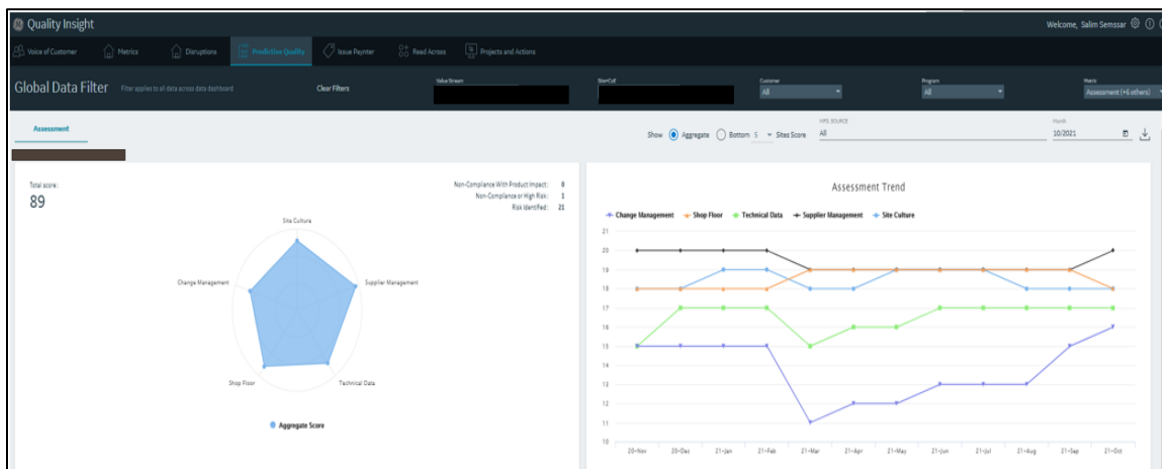 Quality Insight
Welcome, Salim Semssar
Voice of Customer
Metrics
Disruptions
Predictive Quality
Issue Paynter
Read Across
Projects and Actions
Global Data Filter
Filter applies to all data across data dashboard
Clear Filters
Value Stream
Customer
All
Program
All
Metric
Assessment (+6 others)
Assessment
Show Aggregate Bottom 5 Sites Score
MFG SOURCE
All
Month
10/2021
Total score:
89
Non-Compliance With Product Impact: 0
Non-Compliance or High Risk: 1
Risk Identified: 21
Site Culture
Change Management
Supplier Management
Shop Floor
Technical Data
Aggregate Score
Assessment Trend
Change Management Shop Floor Technical Data Supplier Management Site Culture
21
20
19
18
17
16
15
14
13
12
11
10
20-Nov 20-Dec 21-Jan 21-Feb 21-Mar 21-Apr 21-May 21-Jun 21-Jul 21-Aug 21-Sep 21-Oct